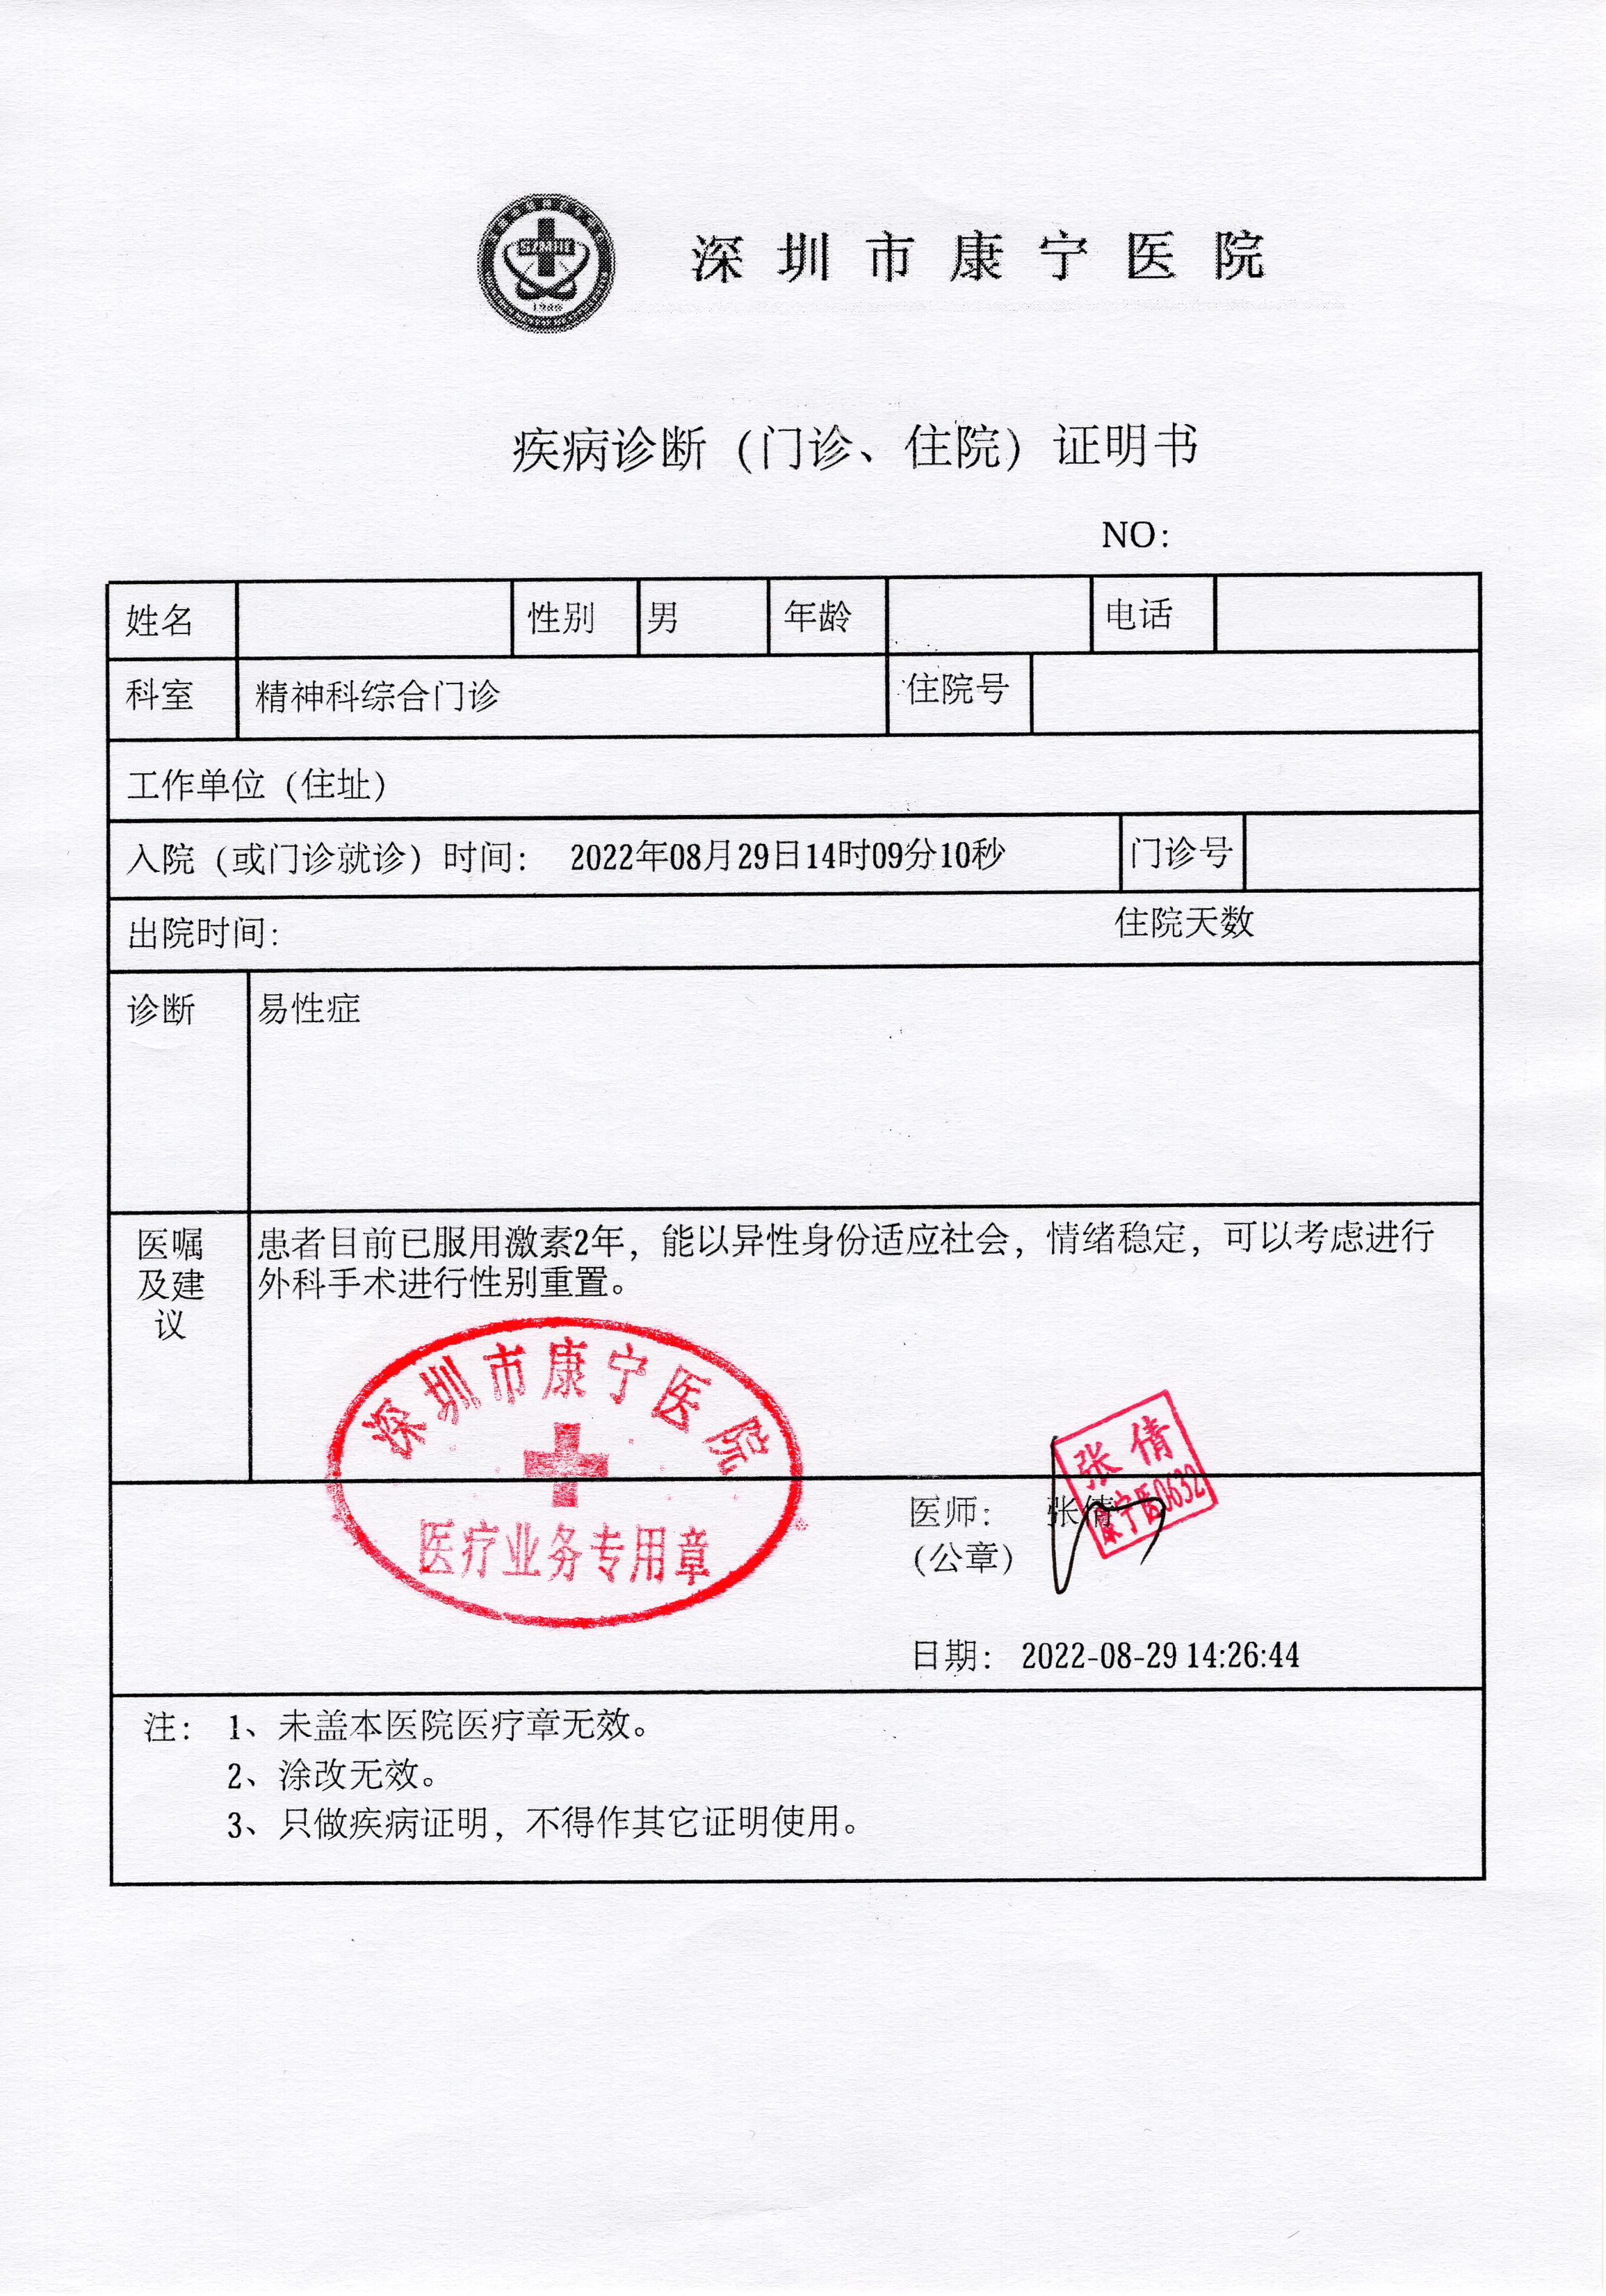 深圳市康宁医院
SZMHC
疾病诊断（门诊、住院）证明书
NO:
姓名 性别 男 年龄 电话
科室 精神科综合门诊 住院号
工作单位（住址）
入院（或门诊就诊）时间： 2022年08月29日14时09分10秒 门诊号
出院时间: 住院天数
诊断 易性症
医嘱及建议
患者目前已服用激素2年，能以异性身份适应社会，情绪稳定，可以考虑进行
外科手术进行性别重置。
深圳市康宁医院
医疗业务专用章
张倩
康宁医0632
医师： 张倩
（公章）
日期： 2022-08-29 14:26:44
注： 1、未盖本医院医疗章无效。
2、涂改无效。
3、只做疾病证明，不得作其它证明使用。